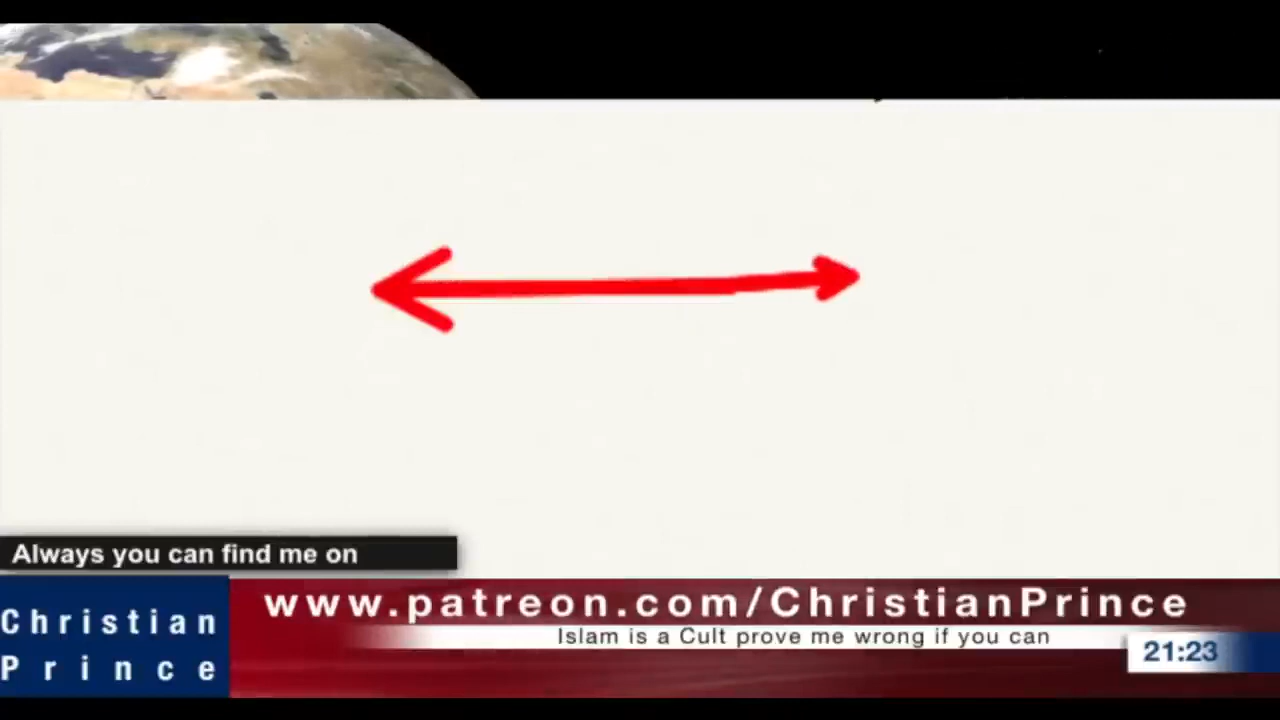 Always you can find me on
www.patreon.com/ChristianPrince
Christian
Prince
Islam is a Cult prove me wrong if you can
21:23